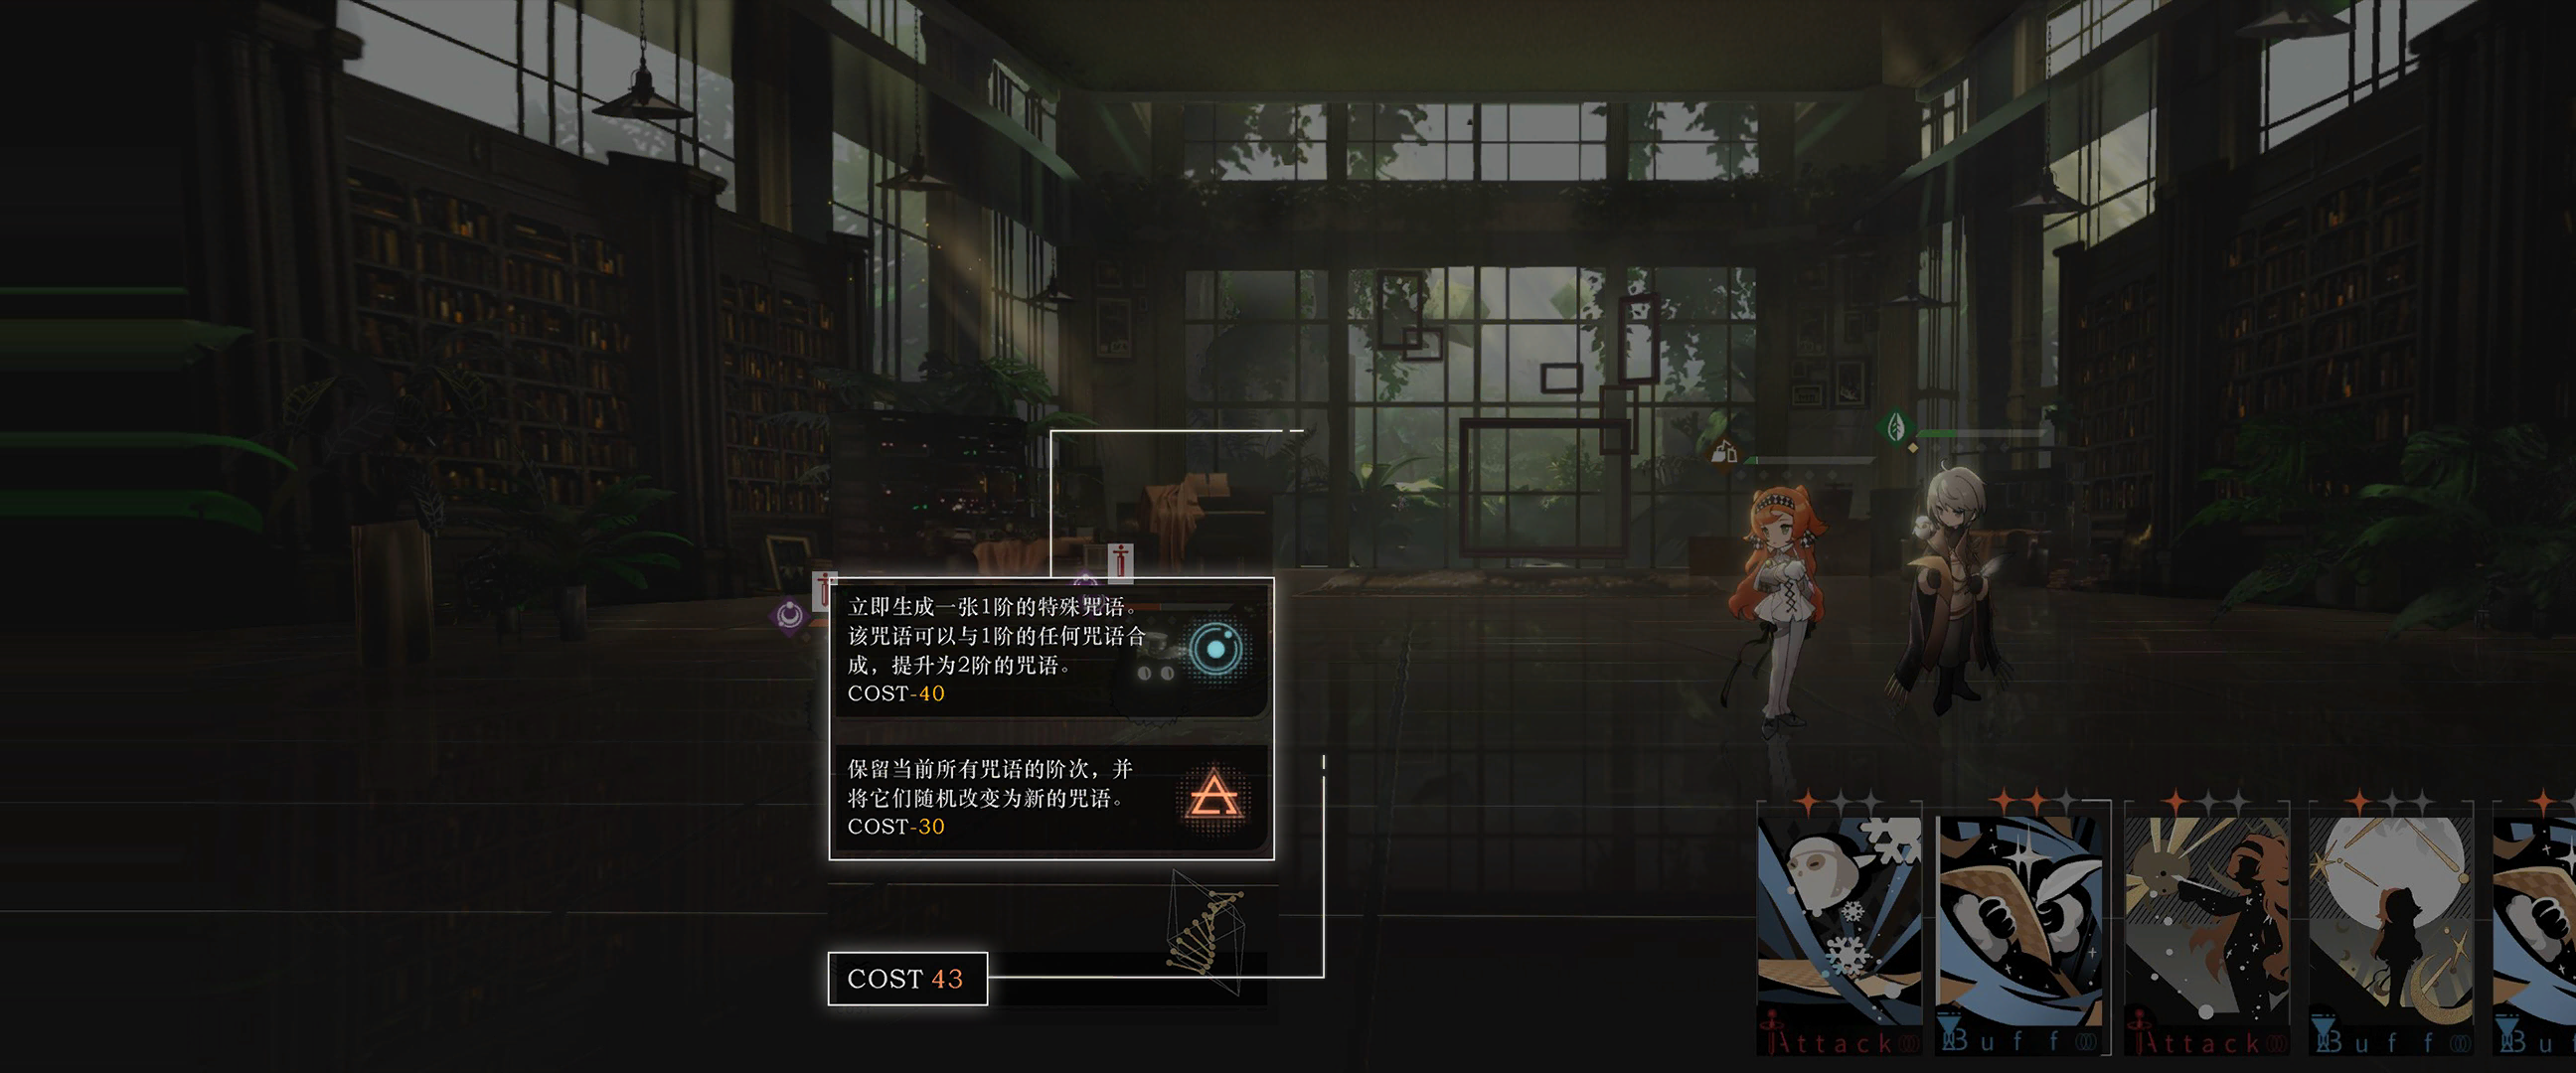 立即生成一张1阶的特殊咒语。
该咒语可以与1阶的任何咒语合
成，提升为2阶的咒语。
COST-40
保留当前所有咒语的阶次，并
将它们随机改变为新的咒语。
COST-30
COST 43
Attack
Buff
Attack
Buff
Bu